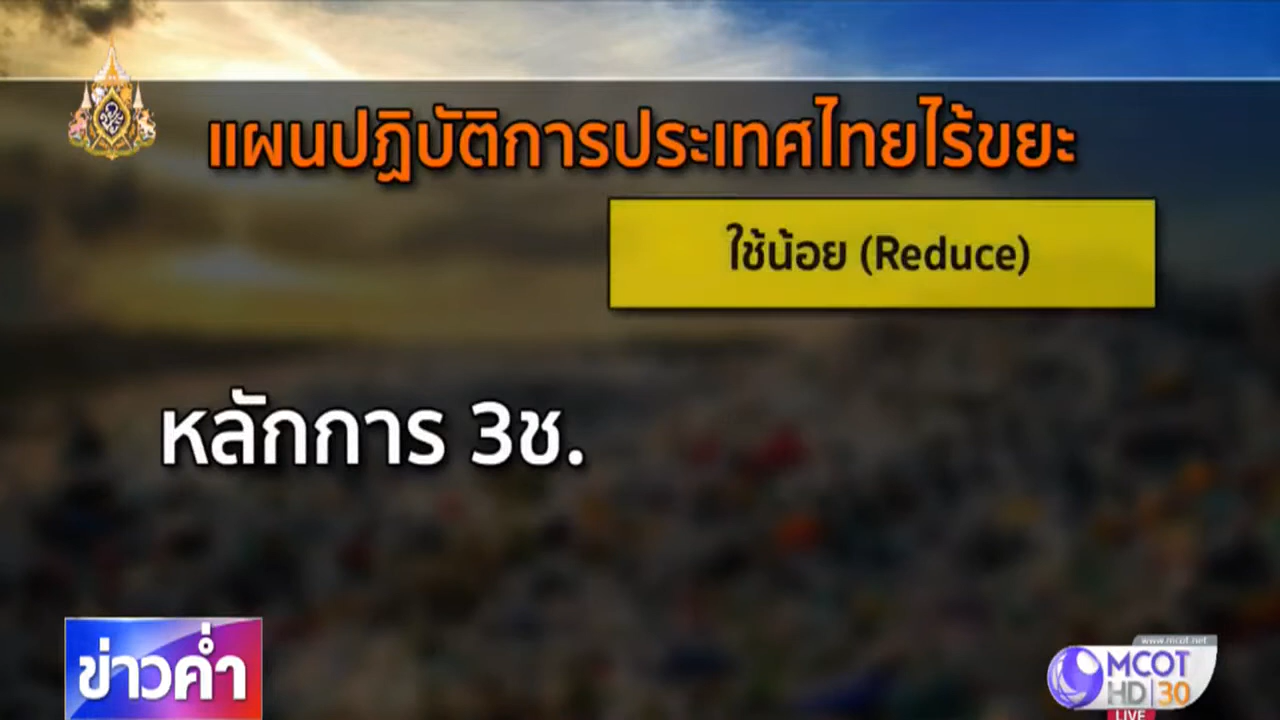 แผนปฏิบัติการประเทศไทยไร้ขยะ
ใช้น้อย (Reduce)
หลักการ 3ช.
ข่าวค่ำ
www.mcot.net
MCOT
HD 30
LIVE